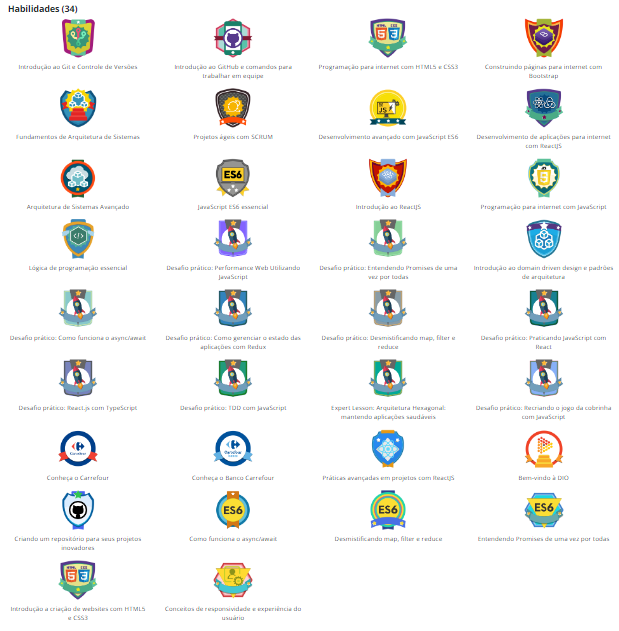 Habilidades (34)
Introdução ao Git e Controle de Versões
Introdução ao GitHub e comandos para
trabalhar em equipe
Programação para internet com HTML5 e CSS3
Construindo páginas para internet com
Bootstrap
Fundamentos de Arquitetura de Sistemas
Projetos ágeis com SCRUM
Desenvolvimento avançado com JavaScript ES6
Desenvolvimento de aplicações para internet
com ReactJS
ES6
Arquitetura de Sistemas Avançado
JavaScript ES6 essencial
Introdução ao ReactJS
Programação para internet com JavaScript
Lógica de programação essencial
Desafio prático: Performance Web Utilizando
JavaScript
Desafio prático: Entendendo Promises de uma
vez por todas
Introdução ao domain driven design e padrões
de arquitetura
Desafio prático: Como funciona o async/await
Desafio prático: Como gerenciar o estado das
aplicações com Redux
Desafio prático: Desmistificando map, filter e
reduce
Desafio prático: Praticando JavaScript com
React
Desafio prático: React.js com TypeScript
Desafio prático: TDD com JavaScript
Expert Lesson: Arquitetura Hexagonal:
mantendo aplicações saudáveis
Desafio prático: Recriando o jogo da cobrinha
com JavaScript
Conheça o Carrefour
Conheça o Banco Carrefour
Práticas avançadas em projetos com ReactJS
Bem-vindo à DIO
ES6
ES6
ES6
Criando um repositório para seus projetos
inovadores
Como funciona o async/await
Desmistificando map, filter e reduce
Entendendo Promises de uma vez por todas
Introdução a criação de websites com HTML5
e CSS3
Conceitos de responsividade e experiência do
usuário